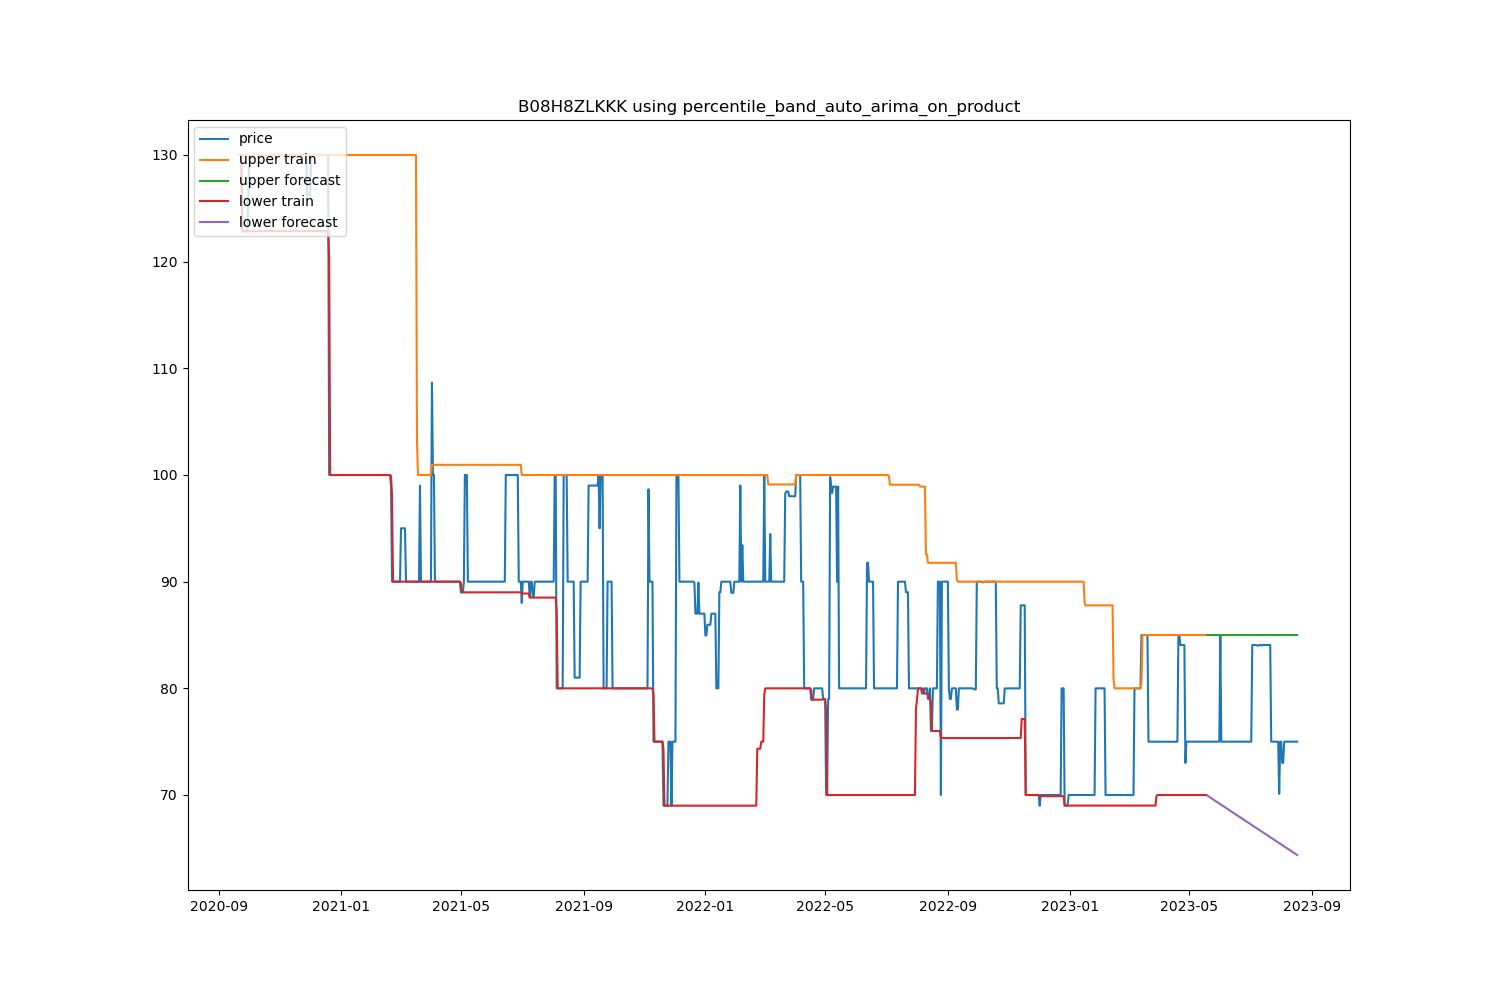 B08H8ZLKKK using percentile_band_auto_arima_on_product
price
upper train
upper forecast
lower train
lower forecast
130
120
110
100
90
80
70
2020-09 2021-01 2021-05 2021-09 2022-01 2022-05 2022-09 2023-01 2023-05 2023-09